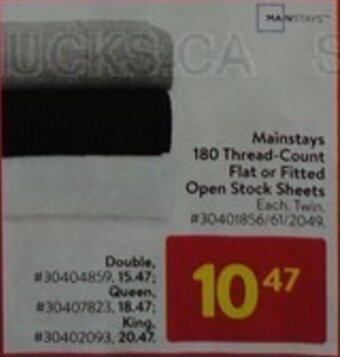 MAINSTAYS™
UCKS.CA S
Mainstays
180 Thread-Count
Flat or Fitted
Open Stock Sheets
Each. Twin,
#30401856/61/2049,
10 47
Double,
#30404859, 15.47;
Queen,
#30407823, 18.47;
King,
#30402093, 20.47.